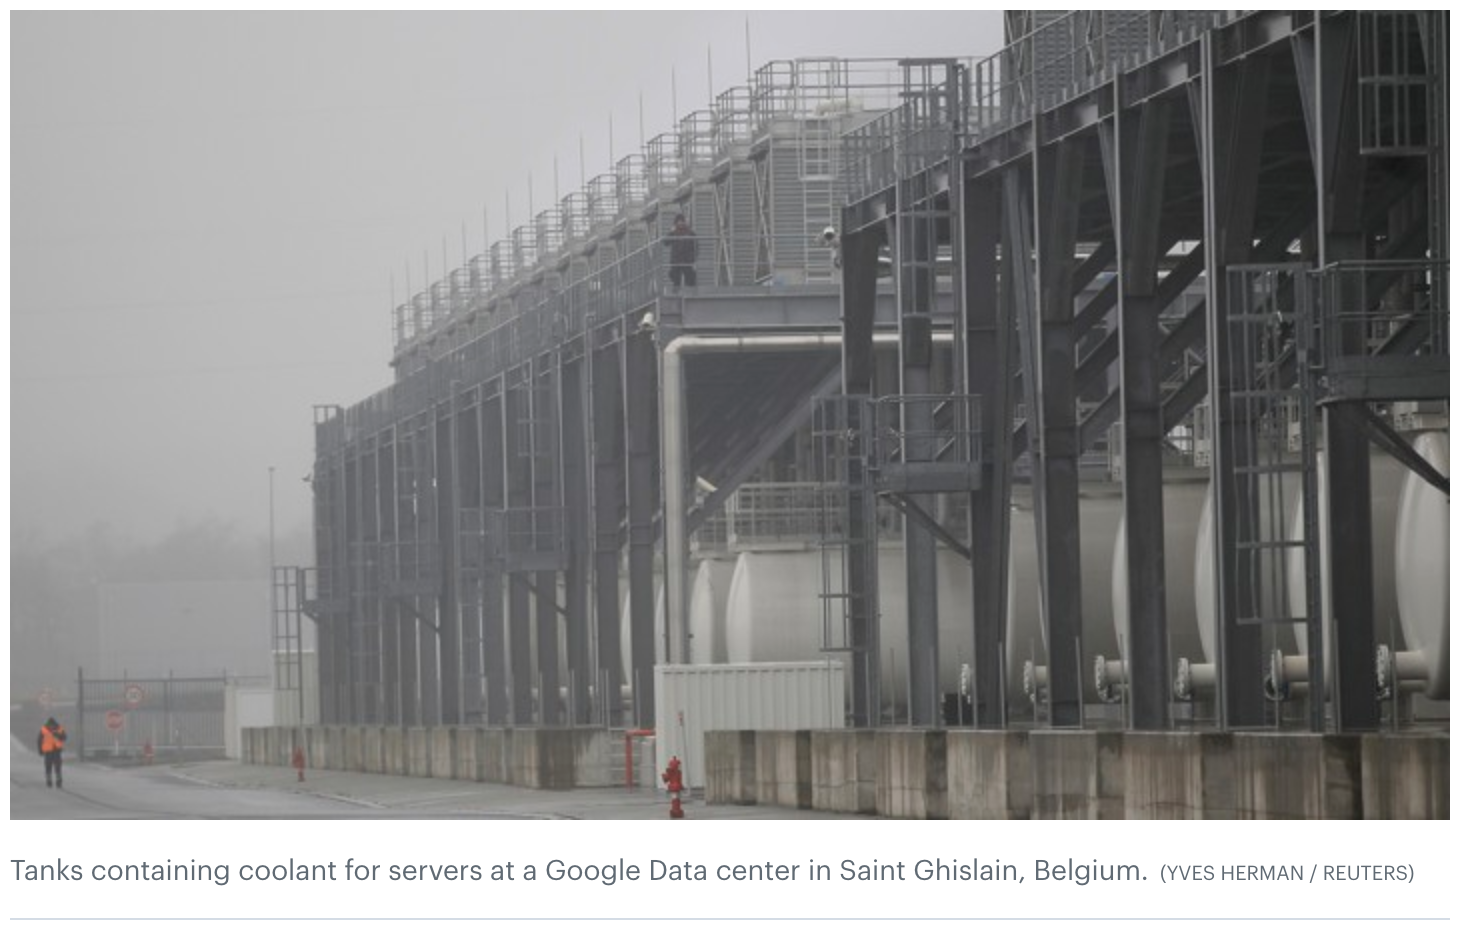 Tanks containing coolant for servers at a Google Data center in Saint Ghislain, Belgium. (YVES HERMAN / REUTERS)